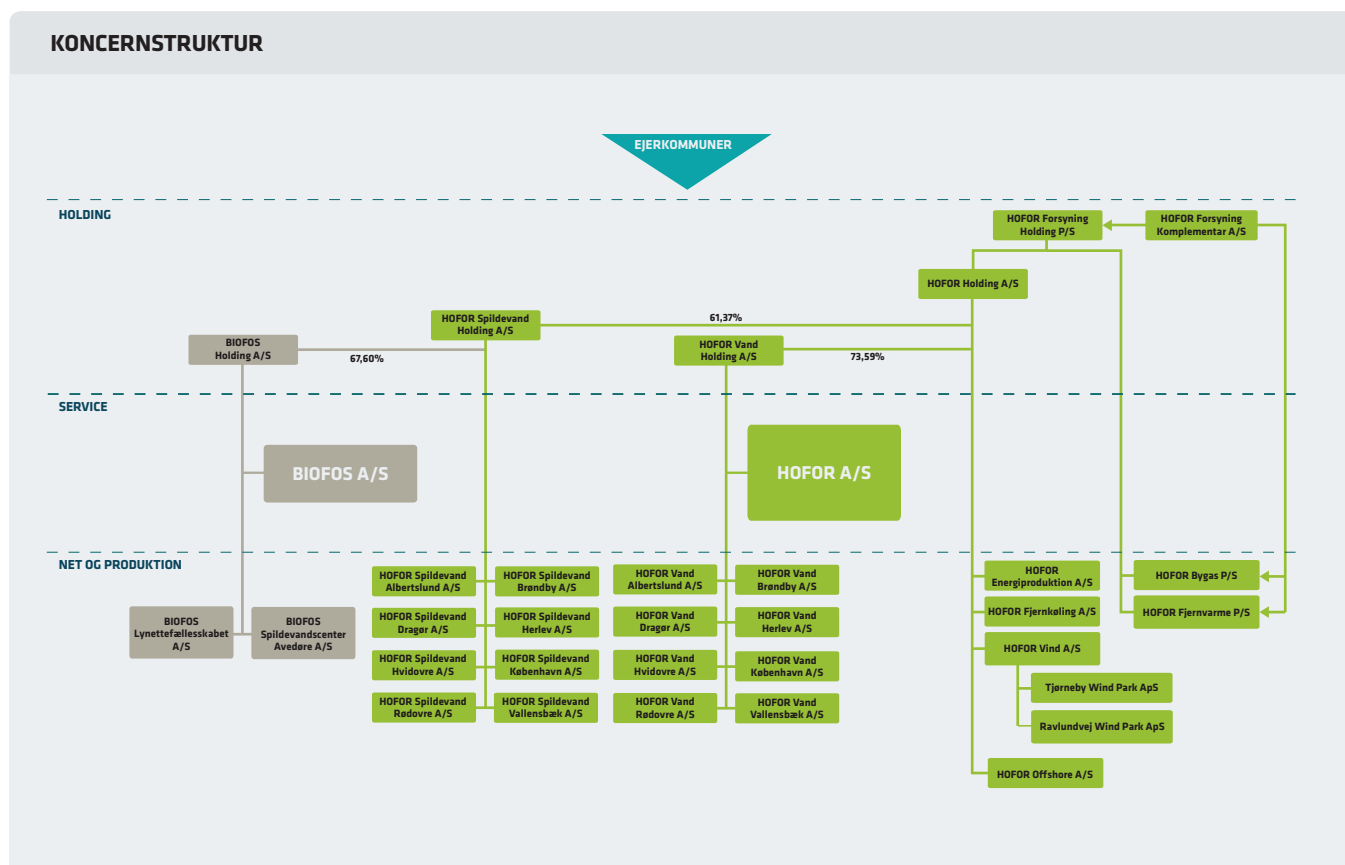 KONCERNSTRUKTUR
EJERKOMMUNER
HOLDING
HOFOR Forsyning
Holding P/S
HOFOR Forsyning
Komplementar A/S
HOFOR Holding A/S
HOFOR Spildevand
Holding A/S
61,37%
BIOFOS
Holding A/S
67,60%
HOFOR Vand
Holding A/S
73,59%
SERVICE
BIOFOS A/S
HOFOR A/S
NET OG PRODUKTION
BIOFOS
Lynettefællesskabet
A/S
BIOFOS
Spildevandscenter
Avedøre A/S
HOFOR Spildevand
Albertslund A/S
HOFOR Spildevand
Brøndby A/S
HOFOR Spildevand
Dragør A/S
HOFOR Spildevand
Herlev A/S
HOFOR Spildevand
Hvidovre A/S
HOFOR Spildevand
København A/S
HOFOR Spildevand
Rødovre A/S
HOFOR Spildevand
Vallensbæk A/S
HOFOR Vand
Albertslund A/S
HOFOR Vand
Brøndby A/S
HOFOR Vand
Dragør A/S
HOFOR Vand
Herlev A/S
HOFOR Vand
Hvidovre A/S
HOFOR Vand
København A/S
HOFOR Vand
Rødovre A/S
HOFOR Vand
Vallensbæk A/S
HOFOR
Energiproduktion A/S
HOFOR Fjernkøling A/S
HOFOR Vind A/S
Tjørneby Wind Park ApS
Ravlundvej Wind Park ApS
HOFOR Offshore A/S
HOFOR Bygas P/S
HOFOR Fjernvarme P/S